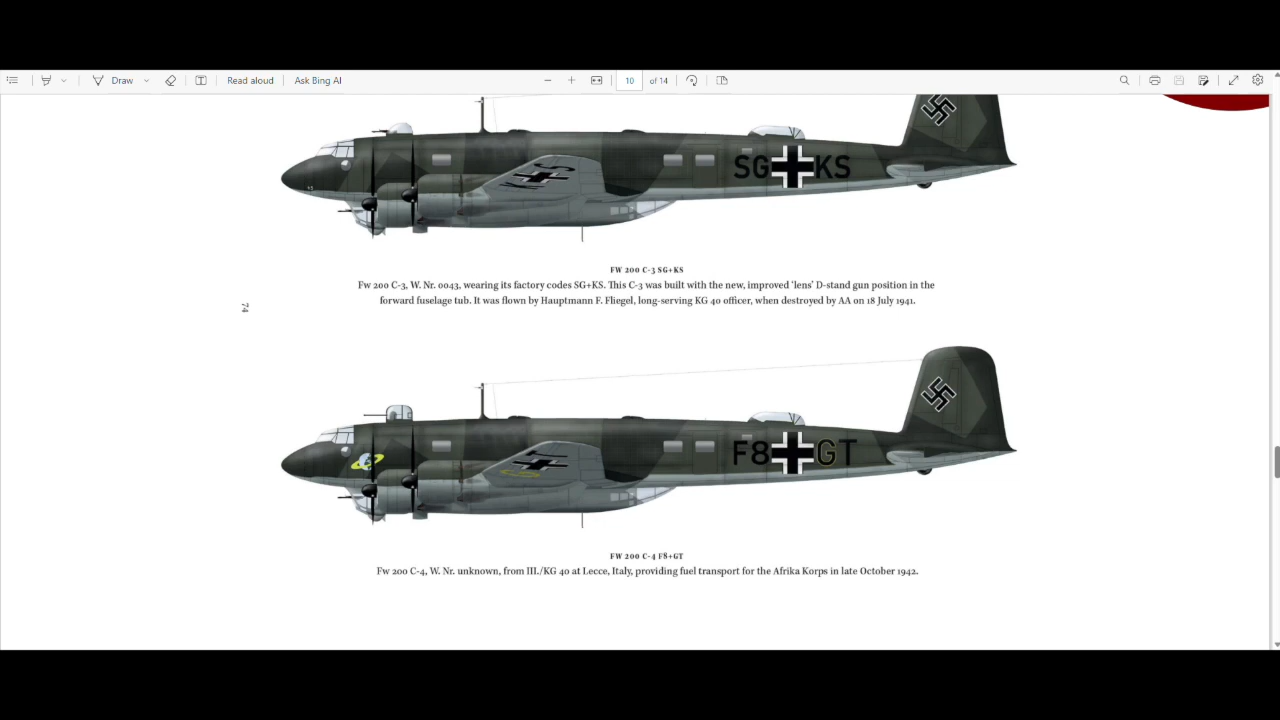 Draw
Read aloud
Ask Bing AI
10
of 14
SG KS
FW 200 C-3 SG+KS
Fw 200 C-3, W. Nr. 0043, wearing its factory codes SG+KS. This C-3 was built with the new, improved ‘lens’ D-stand gun position in the
forward fuselage tub. It was flown by Hauptmann F. Fliegel, long-serving KG 40 officer, when destroyed by AA on 18 July 1941.
74
F8 GT
FW 200 C-4 F8+GT
Fw 200 C-4, W. Nr. unknown, from III./KG 40 at Lecce, Italy, providing fuel transport for the Afrika Korps in late October 1942.